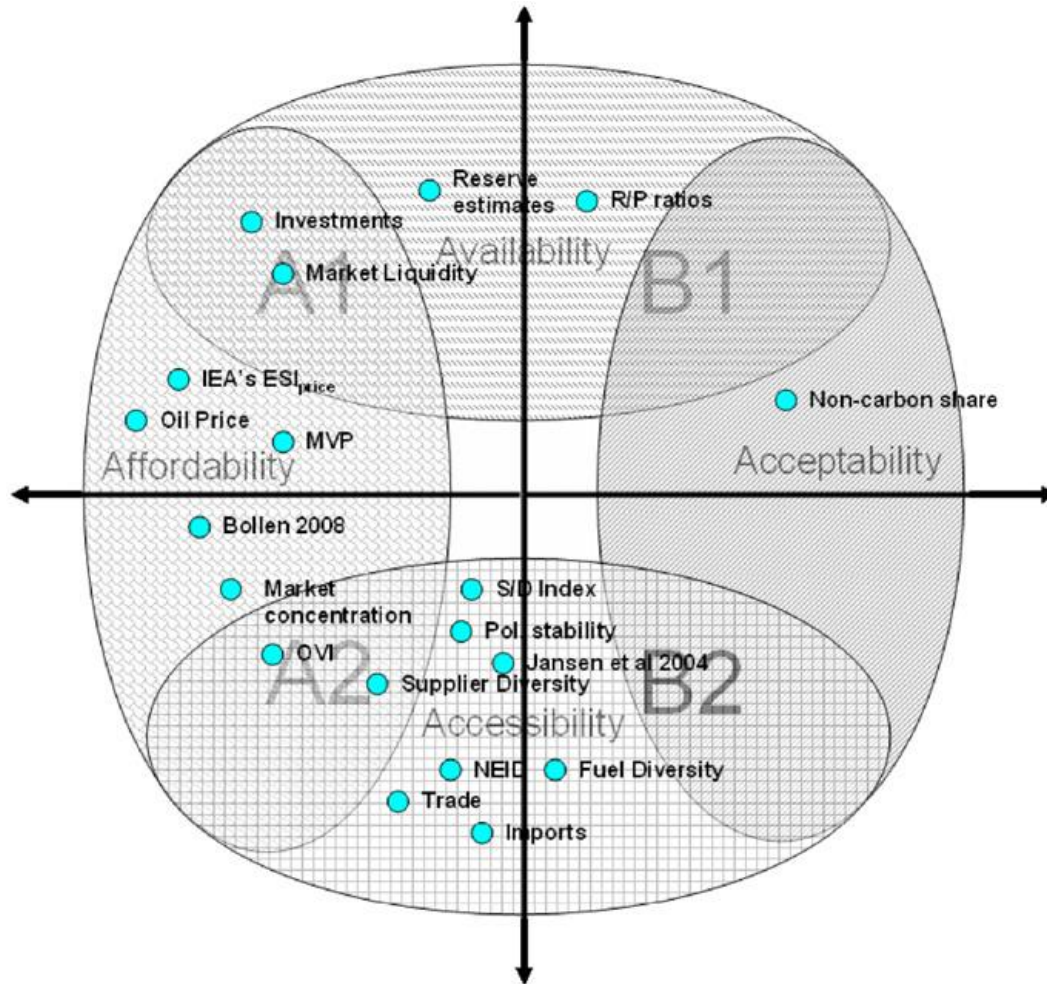 Reserve
estimates
R/P ratios
Investments
Availability
A1
B1
Market Liquidity
IEA's ESIprice
Non-carbon share
Oil Price
MVP
Affordability
Acceptability
Bollen 2008
Market
concentration
S/D Index
Pol. stability
OVI
A2
Jansen et al 2004
B2
Supplier Diversity
Accessibility
NEID
Fuel Diversity
Trade
Imports